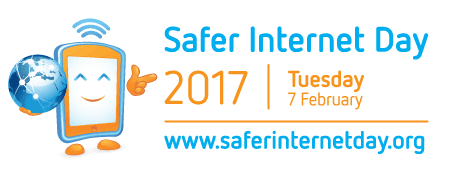 Safer Internet Day
2017
Tuesday
7 February
www.saferinternetday.org